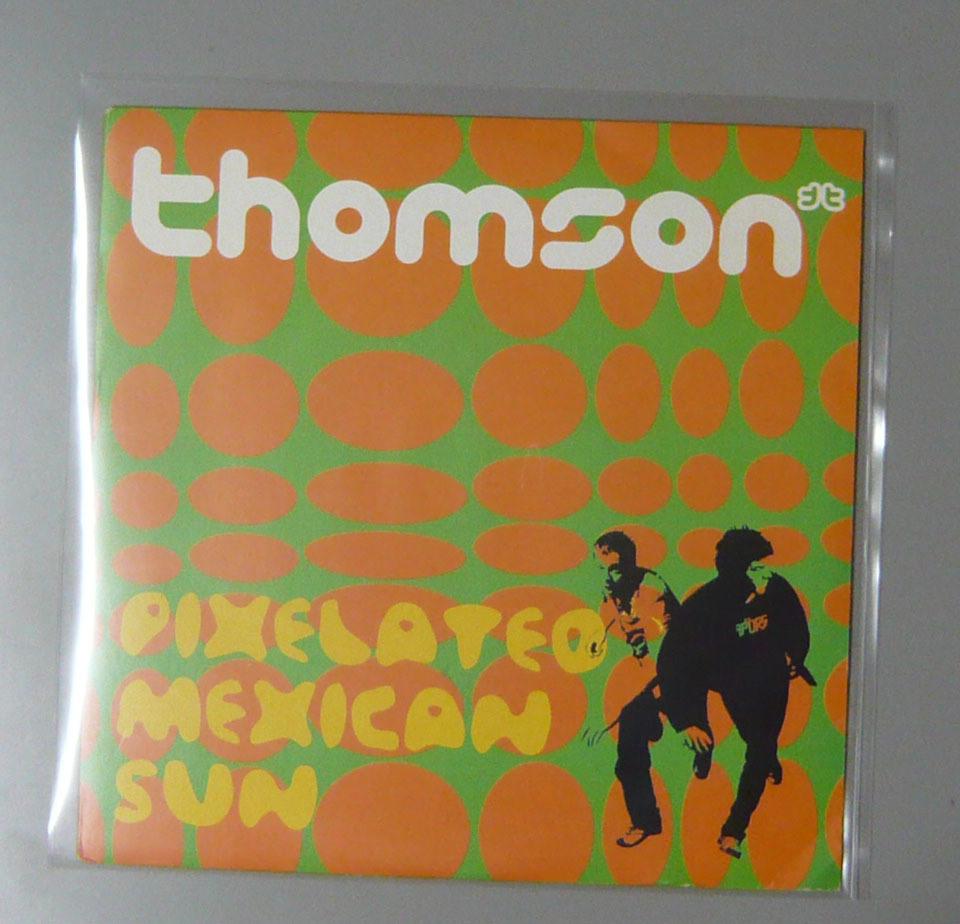 thomson
PIXELATED
MEXICAN
SUN